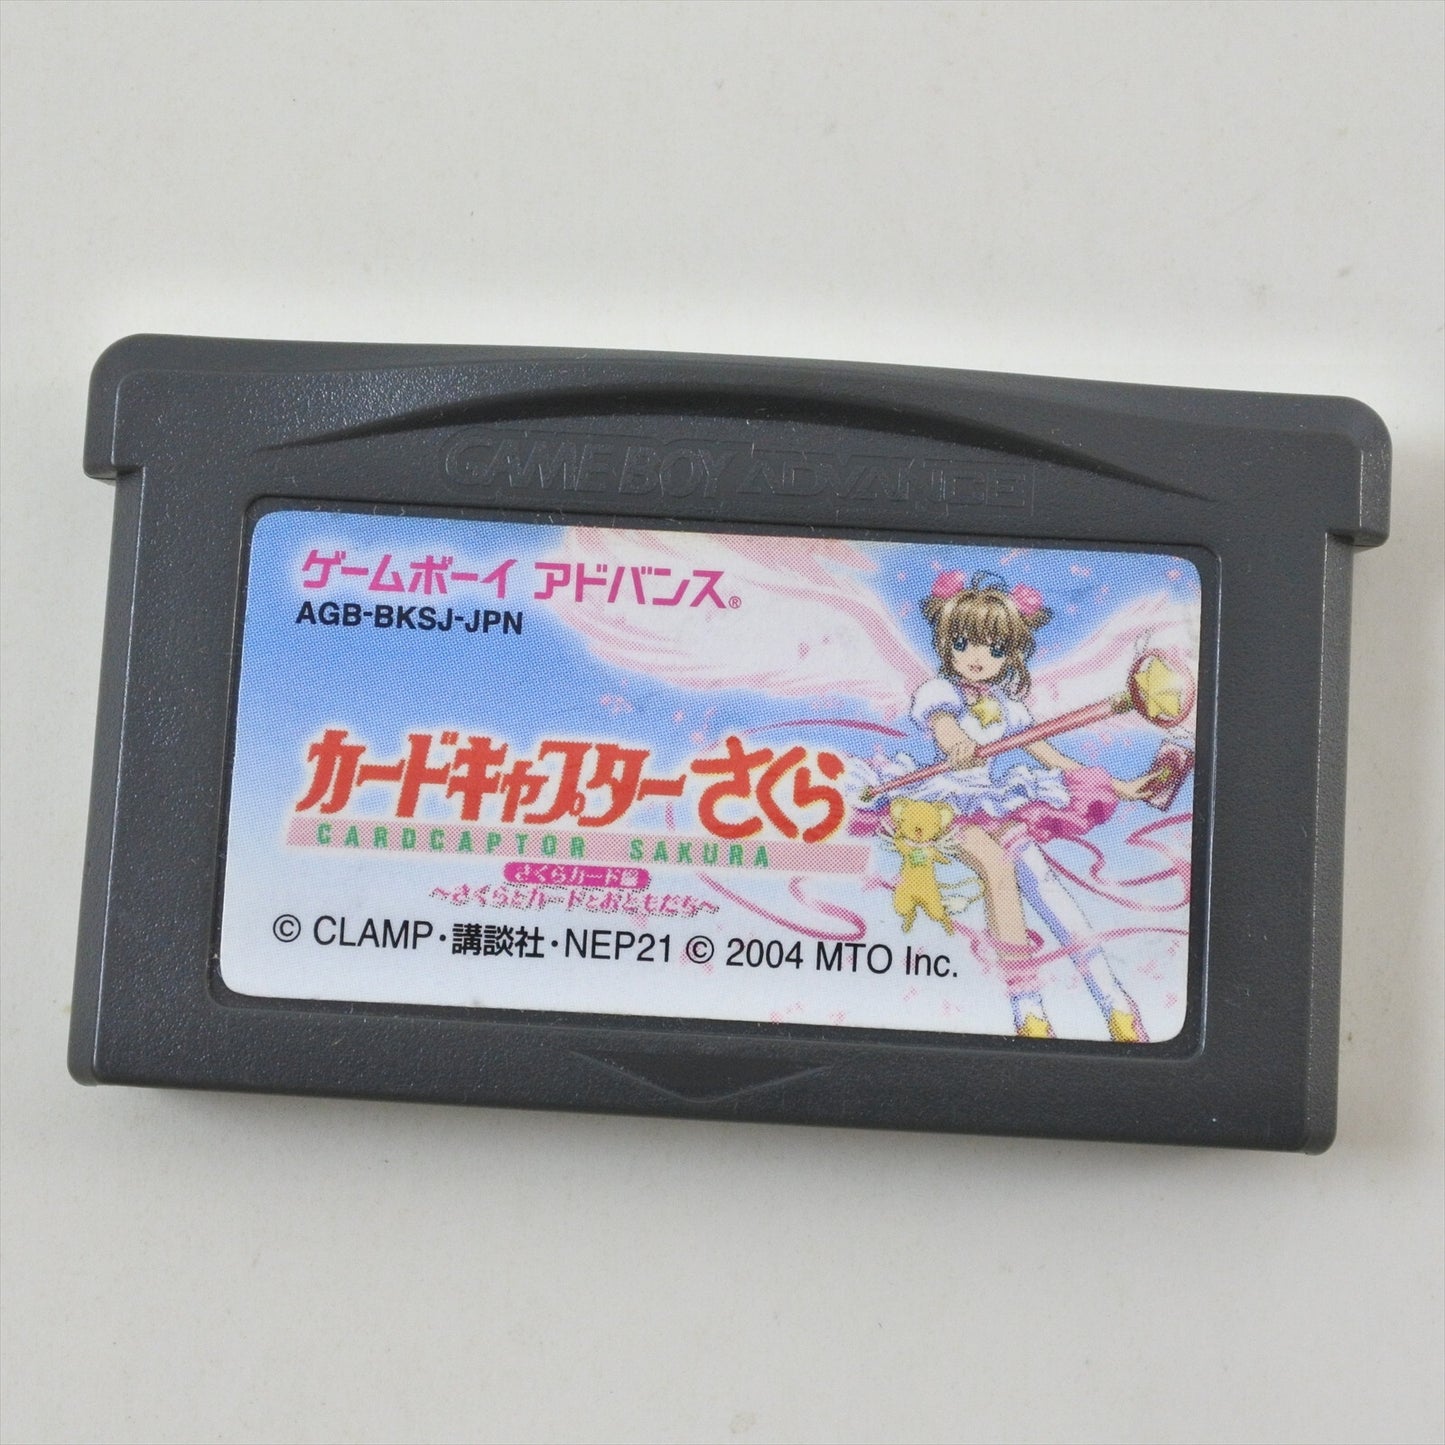 GAME BOY ADVANCE
ゲームボーイ アドバンス®
AGB-BKSJ-JPN
カードキャプターさくら
CARDCAPTOR SAKURA
さくらカード編
～さくらとカードとおともだち～
© CLAMP・講談社・NEP21 © 2004 MTO Inc.